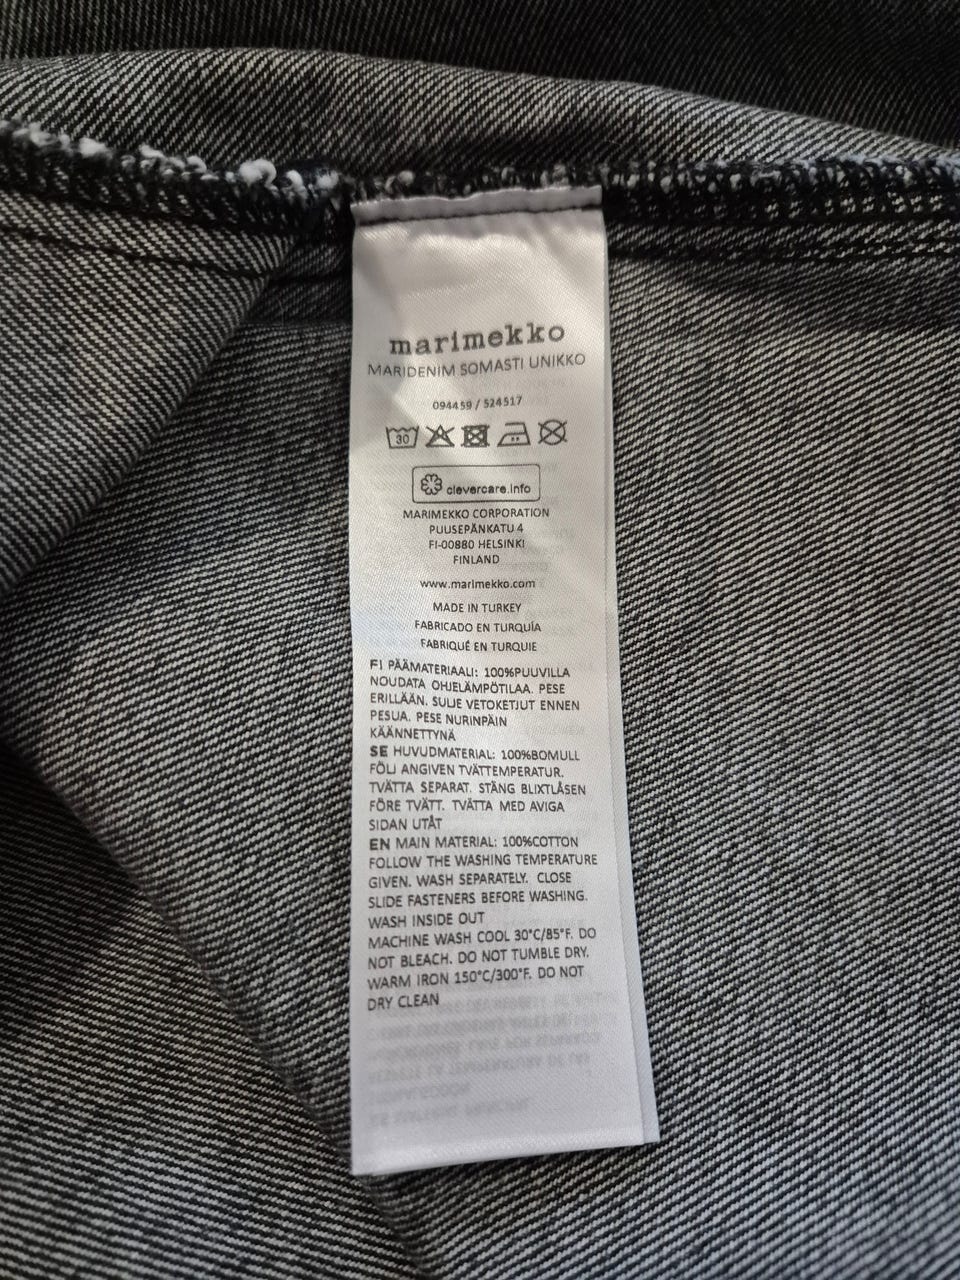 marimekko
MARIDENIM SOMASTI UNIKKO
094459 / 524517
30
clevercare.info
MARIMEKKO CORPORATION
PUUSEPÄNKATU 4
FI-00880 HELSINKI
FINLAND
www.marimekko.com
MADE IN TURKEY
FABRICADO EN TURQUÍA
FABRIQUÉ EN TURQUIE
FI PÄÄMATERIAALI: 100%PUUVILLA
NOUDATA OHJELÄMPÖTILAA. PESE
ERILLÄÄN. SULJE VETOKETJUT ENNEN
PESUA. PESE NURINPÄIN
KÄÄNNETTYNÄ
SE HUVUDMATERIAL: 100%BOMULL
FÖLJ ANGIVEN TVÄTTEMPERATUR.
TVÄTTA SEPARAT. STÄNG BLIXTLÅSEN
FÖRE TVÄTT. TVÄTTA MED AVIGA
SIDAN UTÅT
EN MAIN MATERIAL: 100%COTTON
FOLLOW THE WASHING TEMPERATURE
GIVEN. WASH SEPARATELY. CLOSE
SLIDE FASTENERS BEFORE WASHING.
WASH INSIDE OUT
MACHINE WASH COOL 30°C/85°F. DO
NOT BLEACH. DO NOT TUMBLE DRY.
WARM IRON 150°C/300°F. DO NOT
DRY CLEAN